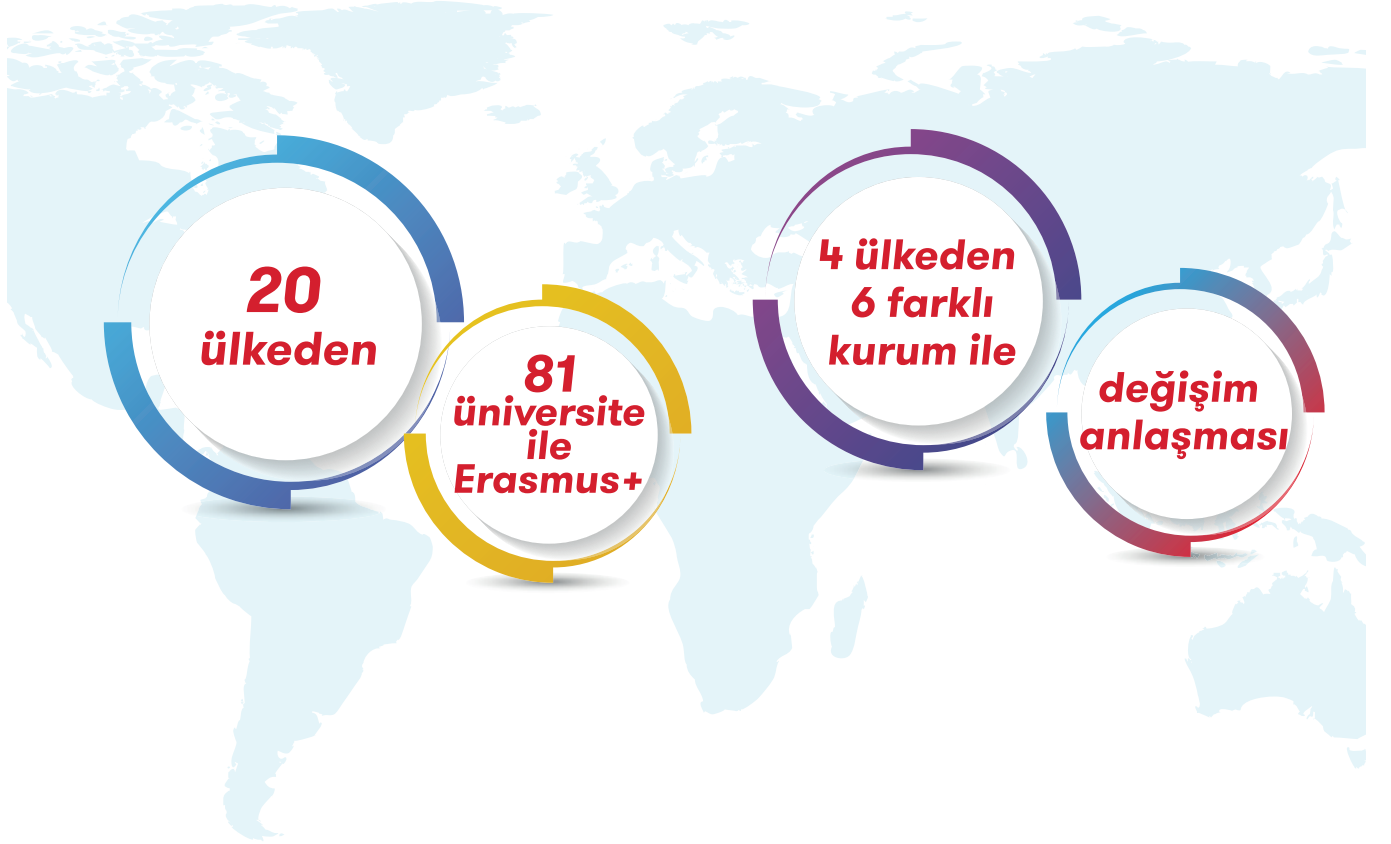 20
ülkeden
81
üniversite
ile
Erasmus+
4 ülkeden
6 farklı
kurum ile
değişim
anlaşması